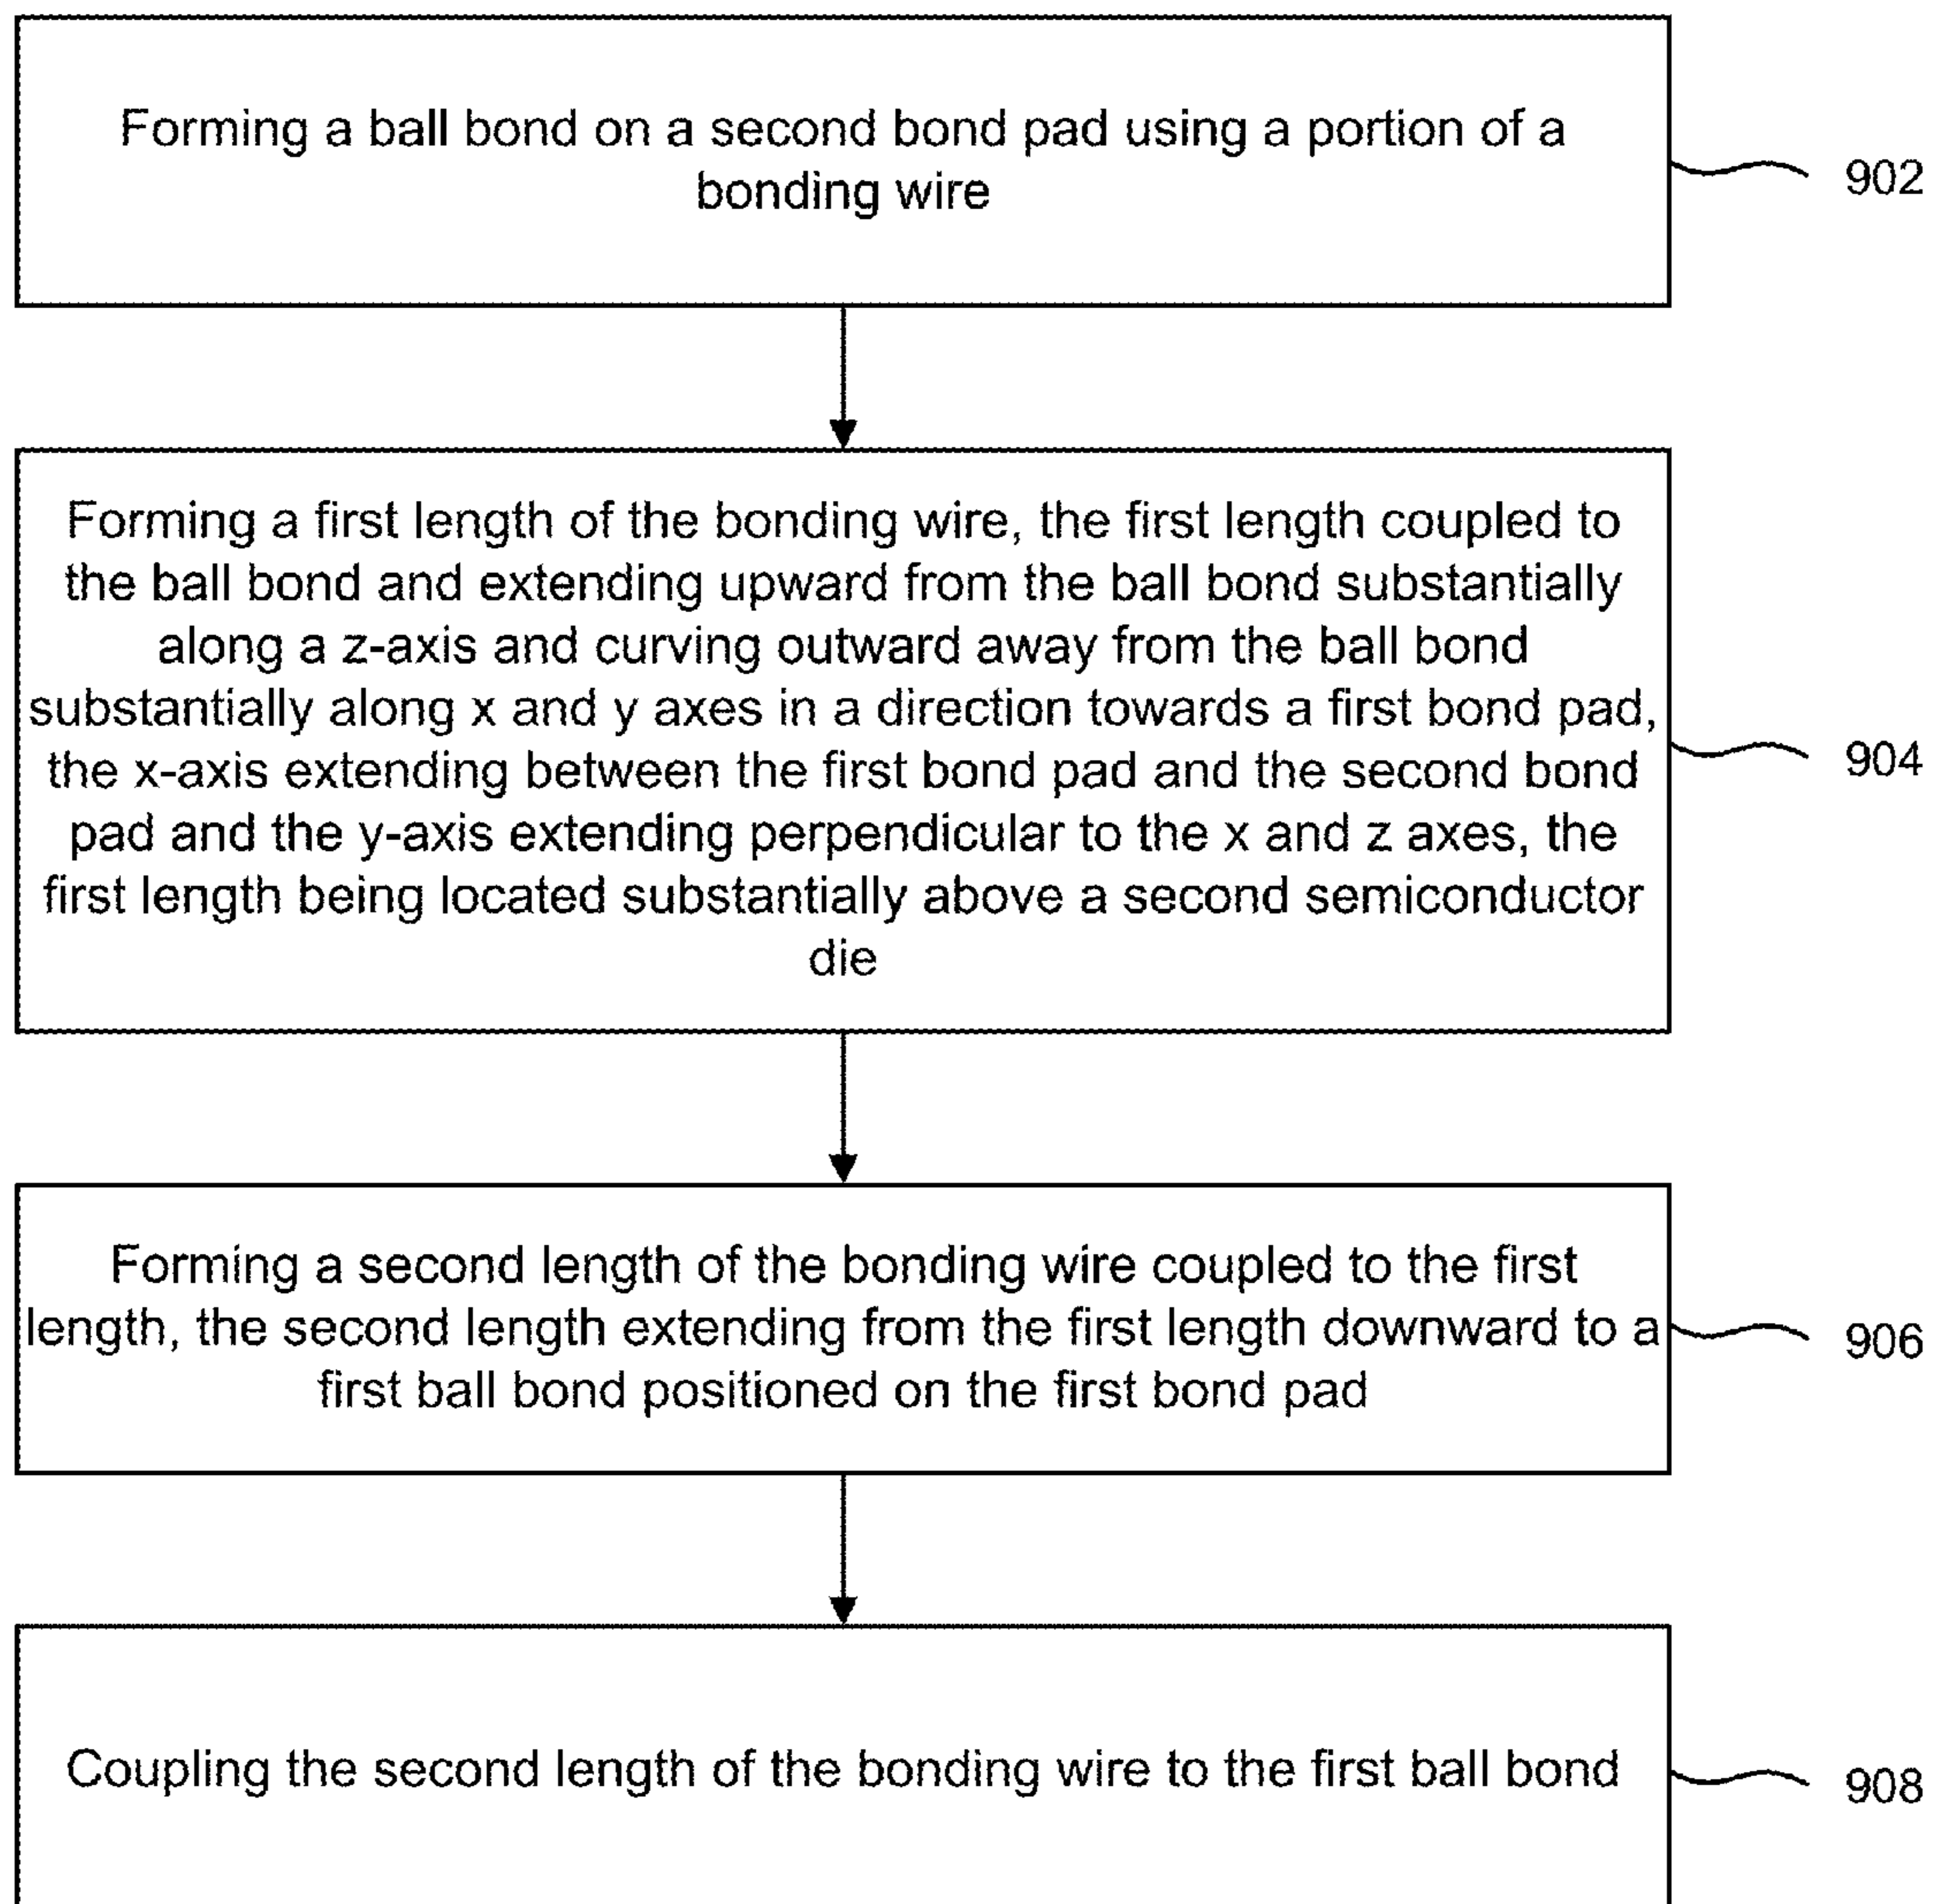 Forming a ball bond on a second bond pad using a portion of a
bonding wire
902
Forming a first length of the bonding wire, the first length coupled to
the ball bond and extending upward from the ball bond substantially
along a z-axis and curving outward away from the ball bond
substantially along x and y axes in a direction towards a first bond pad,
the x-axis extending between the first bond pad and the second bond
pad and the y-axis extending perpendicular to the x and z axes, the
first length being located substantially above a second semiconductor
die
904
Forming a second length of the bonding wire coupled to the first
length, the second length extending from the first length downward to a
first ball bond positioned on the first bond pad
906
Coupling the second length of the bonding wire to the first ball bond
908